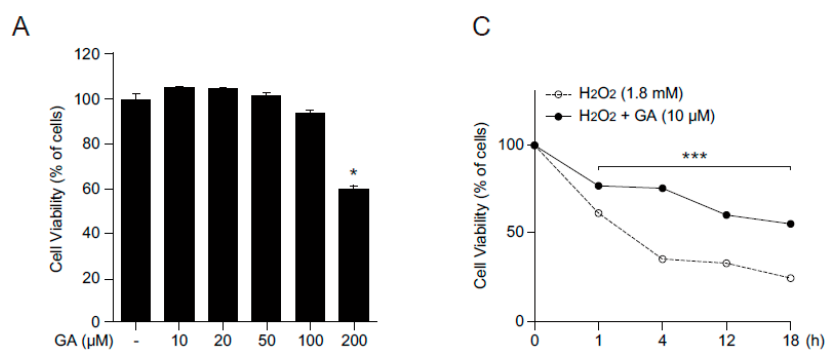 A
Cell Viability (% of cells)
120
100
80
60
40
20
0
*
GA (μM) - 10 20 50 100 200
C
H2O2 (1.8 mM)
H2O2 + GA (10 μM)
***
Cell Viability (% of cells)
100
50
0
0 1 4 12 18 (h)